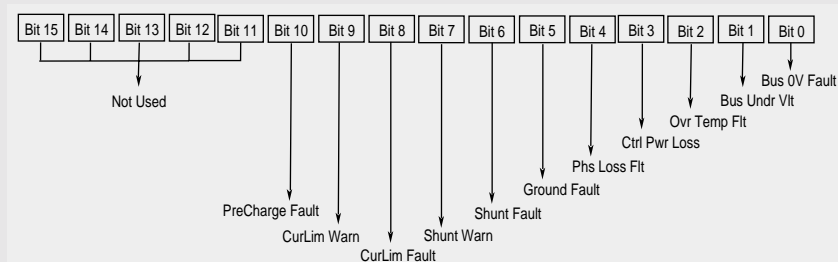 Bit 15 Bit 14 Bit 13 Bit 12 Bit 11 Bit 10 Bit 9 Bit 8 Bit 7 Bit 6 Bit 5 Bit 4 Bit 3 Bit 2 Bit 1 Bit 0
Bus 0V Fault
Not Used
Bus Undr Vlt
Ovr Temp Flt
Ctrl Pwr Loss
Phs Loss Flt
Ground Fault
PreCharge Fault
Shunt Fault
CurLim Warn
Shunt Warn
CurLim Fault